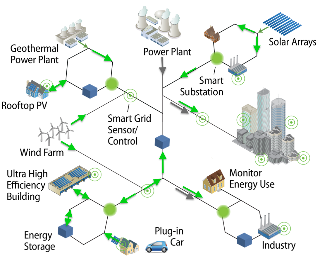 Geothermal
Power Plant
Power Plant
Solar Arrays
Rooftop PV
Smart
Substation
Smart Grid
Sensor/
Control
Wind Farm
Ultra High
Efficiency
Building
Monitor
Energy Use
Energy
Storage
Plug-in
Car
Industry